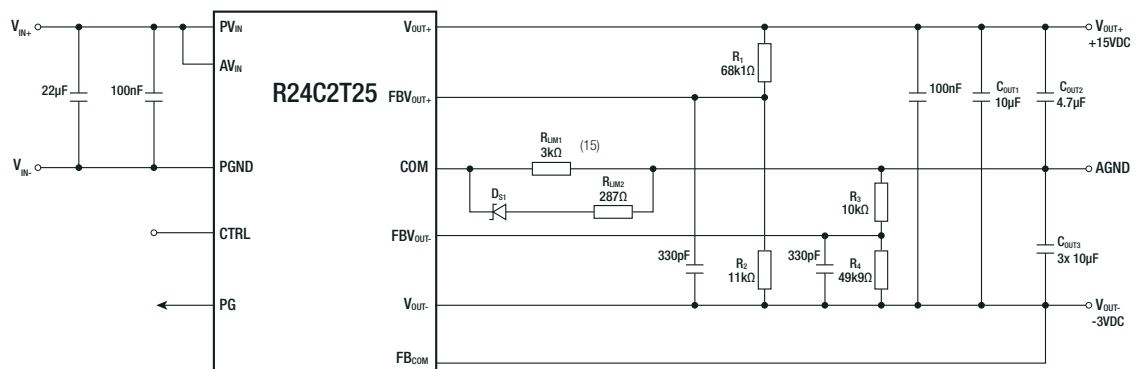 VIN+
22µF
100nF
VIN-
PVIN
AVIN
R24C2T25
PGND
CTRL
PG
VOUT+
FBVOUT+
COM
FBVOUT-
VOUT-
FBCOM
R1
68k1Ω
RLIM1
3kΩ
(15)
DS1
RLIM2
287Ω
330pF
R2
11kΩ
330pF
R3
10kΩ
R4
49k9Ω
100nF
COUT1
10µF
COUT2
4.7µF
COUT3
3x 10µF
VOUT+
+15VDC
AGND
VOUT-
-3VDC